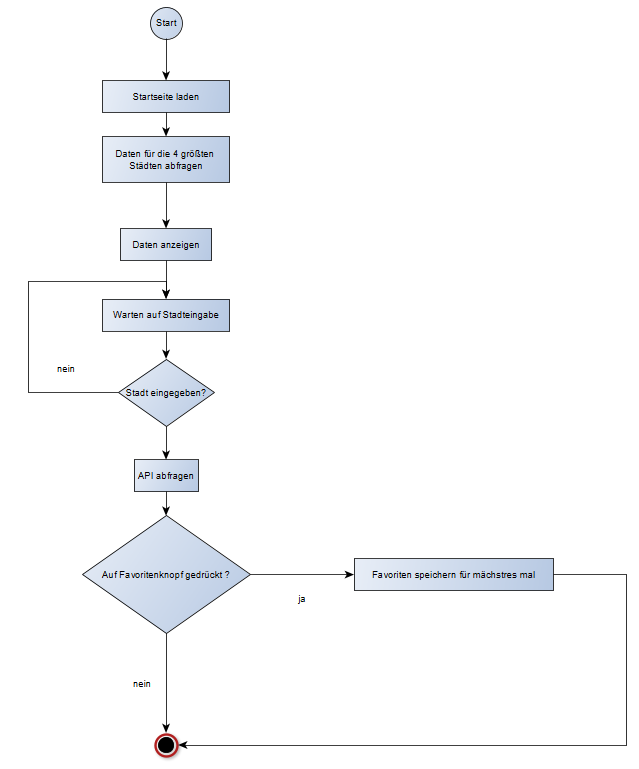 Start
Startseite laden
Daten für die 4 größten
Städten abfragen
Daten anzeigen
Warten auf Stadteingabe
nein
Stadt eingegeben?
API abfragen
Auf Favoritenknopf gedrückt ?
ja
Favoriten speichern für mächstres mal
nein